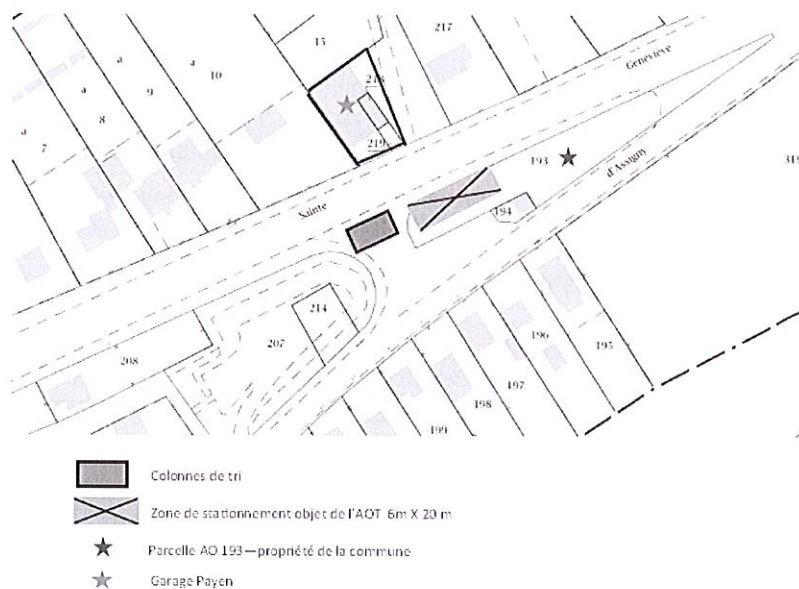 15
217
a
10
a
9
a
8
a
7
218
219
Geneviève
193
d'Assigny
319
194
Sainte
214
207
208
196
195
197
198
199
Colonnes de tri
Zone de stationnement objet de l'AOT 6m X 20 m
Parcelle AO 193 — propriété de la commune
Garage Payen